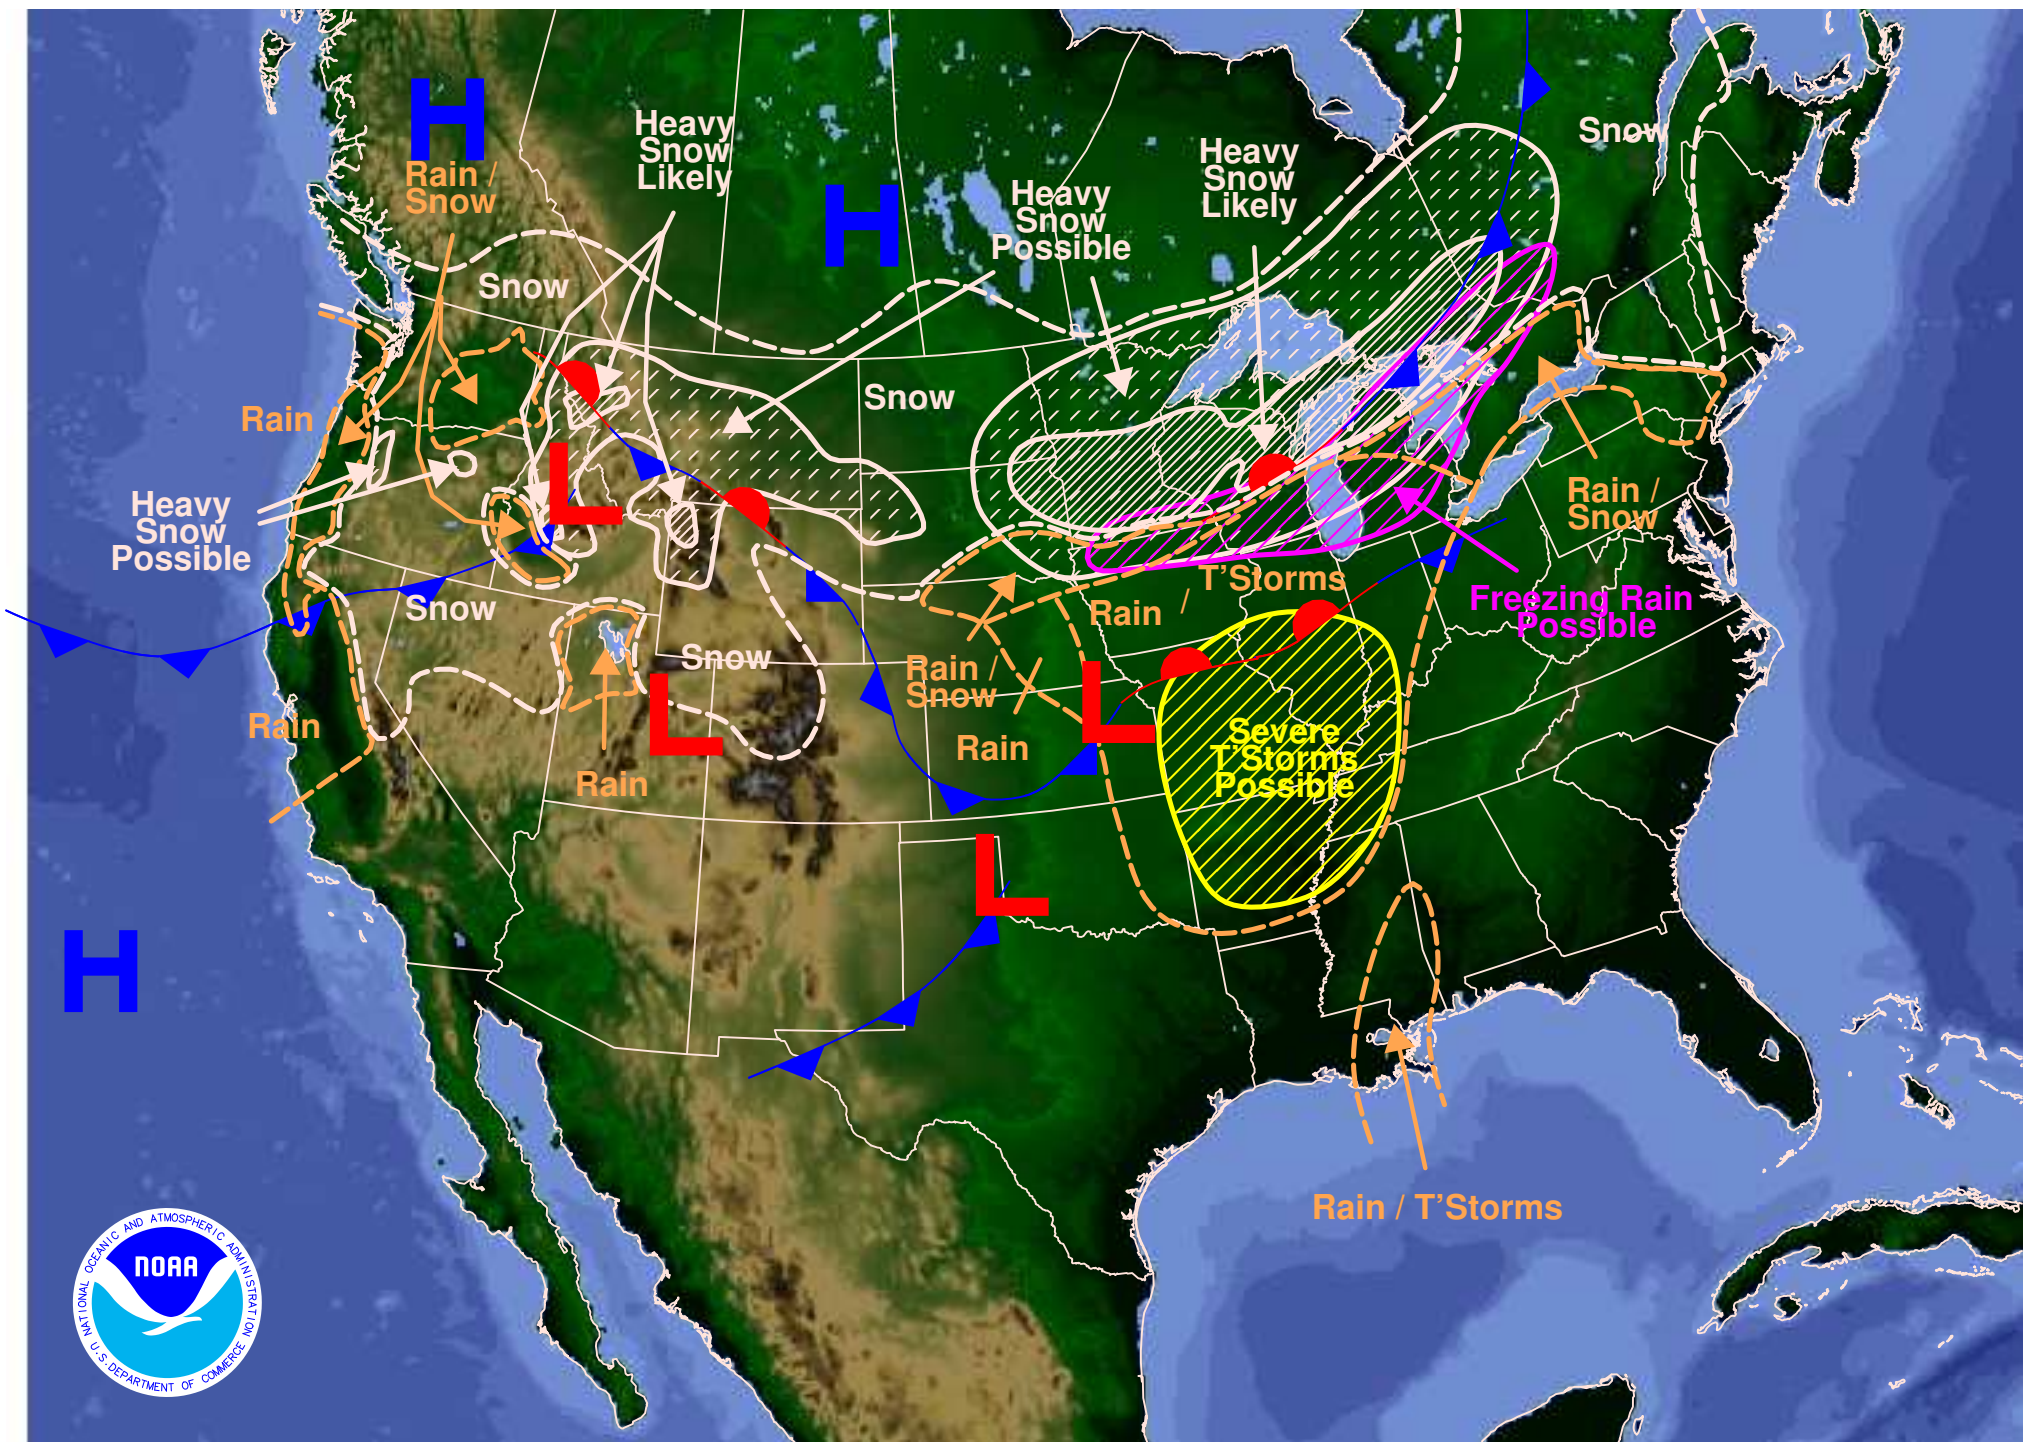 H
Rain /
Snow
Heavy
Snow
Likely
H
Heavy
Snow
Possible
Heavy
Snow
Likely
Snow
Snow
Snow
Rain
Heavy
Snow
Possible
L
Rain /
Snow
Snow
T'Storms
Rain /
Freezing Rain
Possible
Snow
Rain /
Snow
L
L
Rain
Rain
Rain
Severe
T'Storms
Possible
L
H
Rain / T'Storms
NOAA
NATIONAL OCEANIC AND ATMOSPHERIC ADMINISTRATION
U.S. DEPARTMENT OF COMMERCE